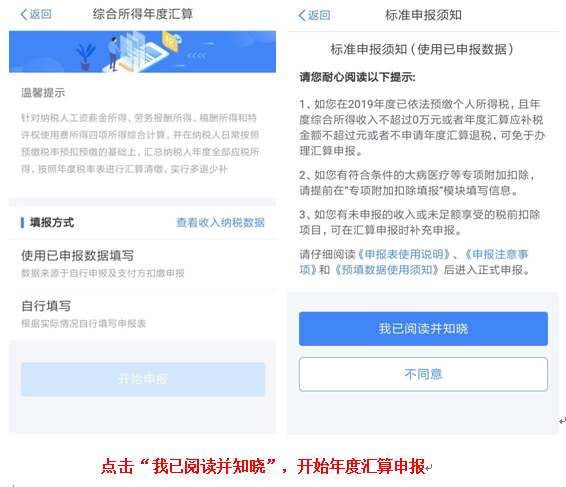 返回
综合所得年度汇算
税
温馨提示
针对纳税人工资薪金所得、劳务报酬所得、稿酬所得和特
许权使用费所得四项所得综合计算，并在纳税人日常按照
预缴税率预扣预缴的基础上，汇总纳税人年度全部应税所
得，按照年度税率表进行汇算清缴，实行多退少补
填报方式
查看收入纳税数据
使用已申报数据填写
数据来源于自行申报及支付方扣缴申报
自行填写
根据实际情况自行填写申报表
开始申报
返回
标准申报须知
标准申报须知（使用已申报数据）
请您耐心阅读以下提示:
1、如您在2019年度已依法预缴个人所得税，且年
度综合所得收入不超过0万元或者年度汇算应补税
金额不超过元或者不申请年度汇算退税，可免于办
理汇算申报。
2、如您有符合条件的大病医疗等专项附加扣除，
请提前在“专项附加扣除填报”模块填写信息。
3、如您有未申报的收入或未足额享受的税前扣除
项目，可在汇算申报时补充申报。
请仔细阅读《申报表使用说明》、《申报注意事
项》和《预填数据使用须知》后进入正式申报。
我已阅读并知晓
不同意
点击“我已阅读并知晓”，开始年度汇算申报